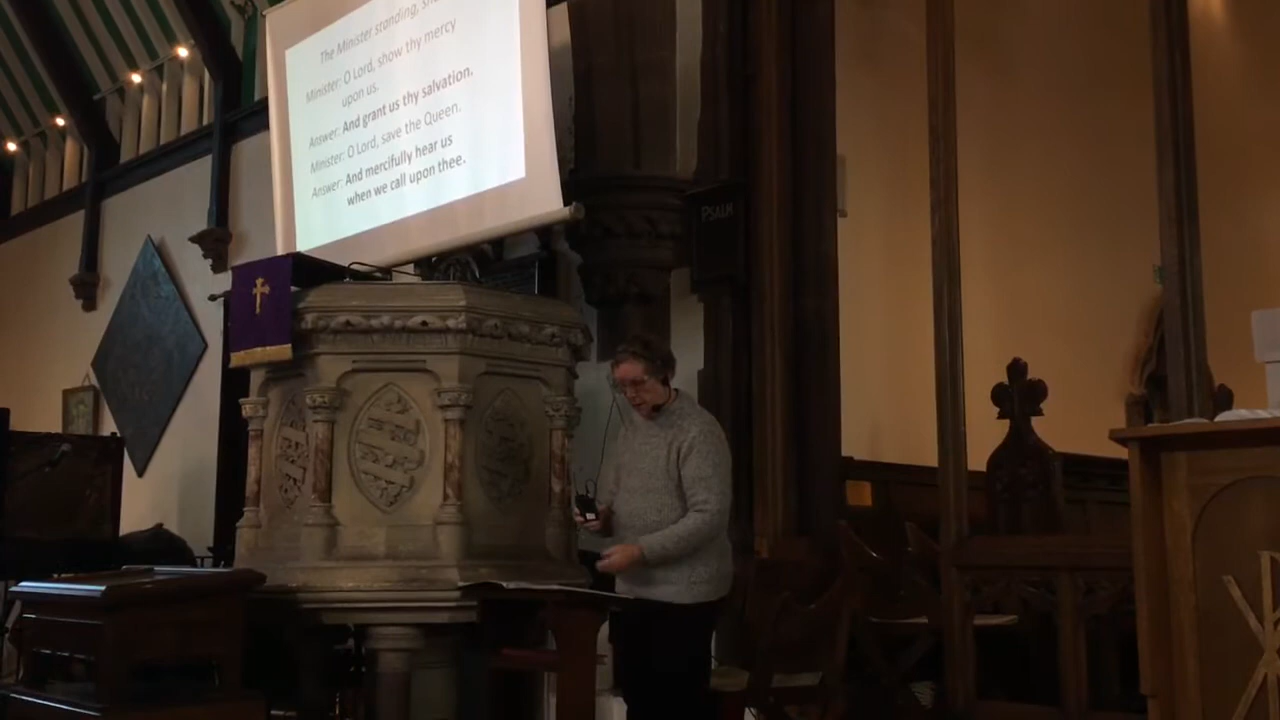 The Minister standing,
Minister: O Lord, show thy mercy
upon us.
Answer: And grant us thy salvation.
Minister: O Lord, save the Queen.
Answer: And mercifully hear us
when we call upon thee.
PSALM